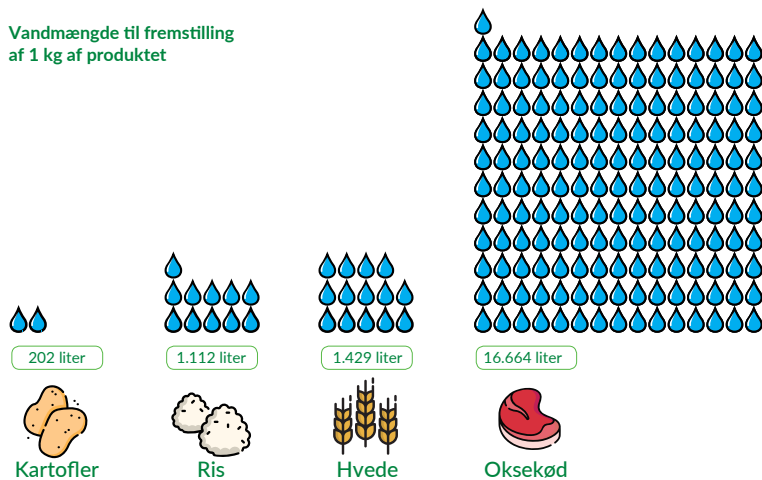 Vandmængde til fremstilling
af 1 kg af produktet
202 liter
1.112 liter
1.429 liter
16.664 liter
Kartofler
Ris
Hvede
Oksekød